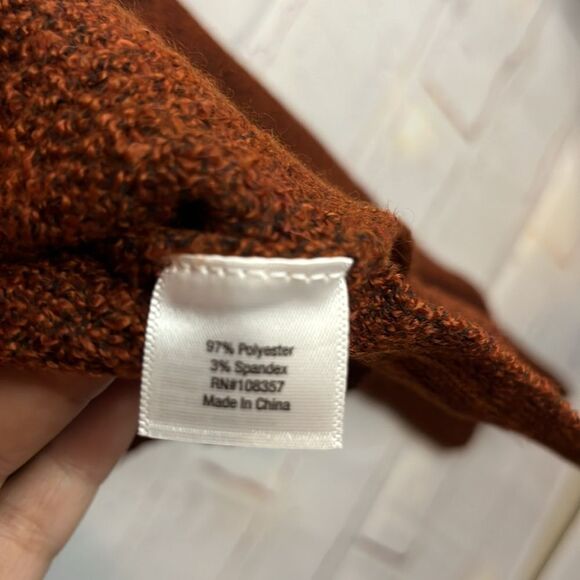 97% Polyester
3% Spandex
RN#108357
Made In China